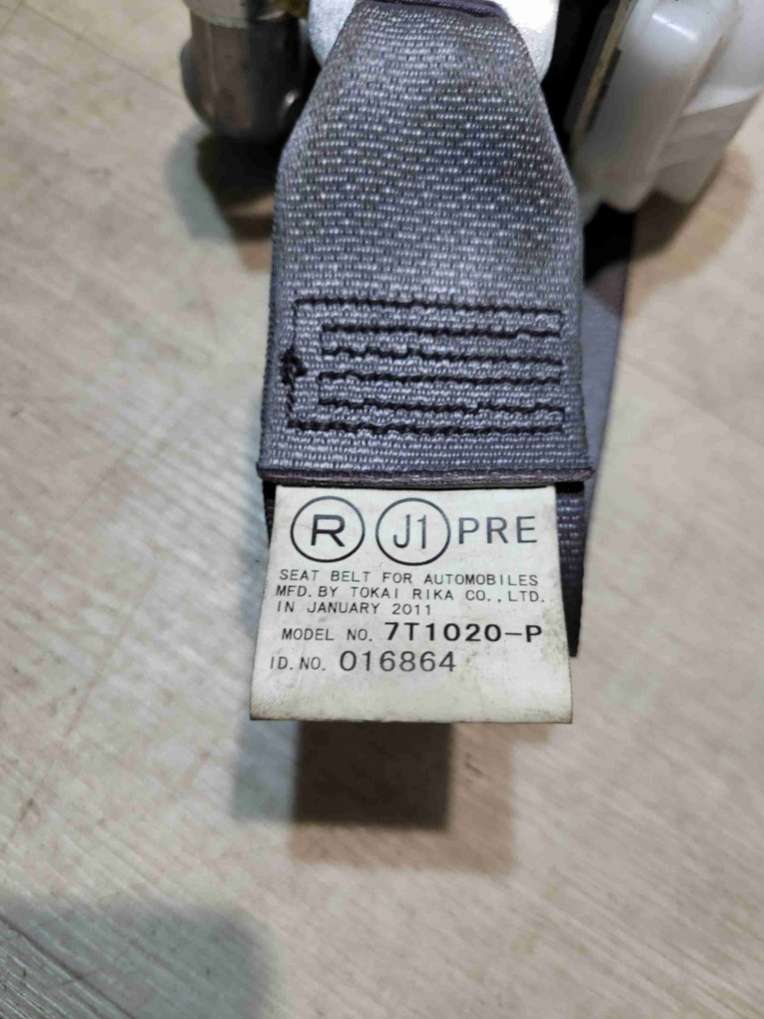 R J1 PRE
SEAT BELT FOR AUTOMOBILES
MFD. BY TOKAI RIKA CO., LTD.
IN JANUARY 2011
MODEL NO. 7T1020-P
ID. NO. 016864